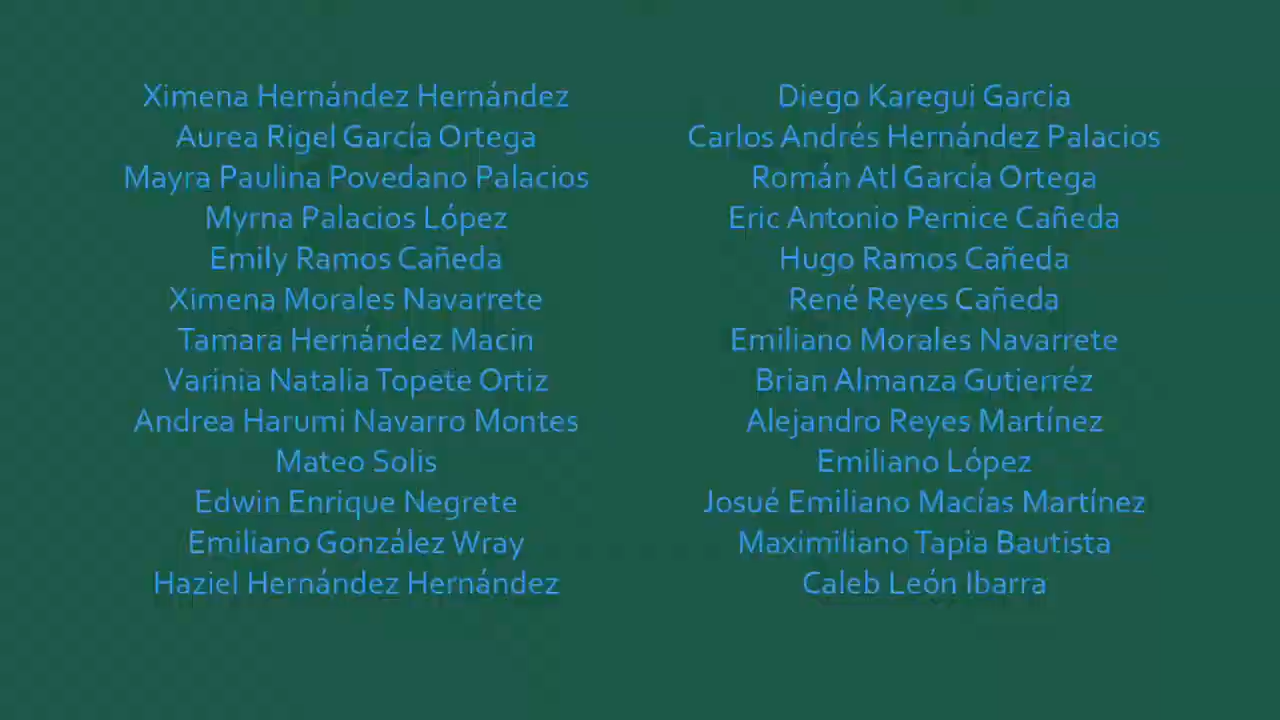 Ximena Hernández Hernández
Aurea Rigel García Ortega
Mayra Paulina Povedano Palacios
Myrna Palacios López
Emily Ramos Cañeda
Ximena Morales Navarrete
Tamara Hernández Macin
Varinia Natalia Topete Ortiz
Andrea Harumi Navarro Montes
Mateo Solis
Edwin Enrique Negrete
Emiliano González Wray
Haziel Hernández Hernández
Diego Karegui Garcia
Carlos Andrés Hernández Palacios
Román Atl García Ortega
Eric Antonio Pernice Cañeda
Hugo Ramos Cañeda
René Reyes Cañeda
Emiliano Morales Navarrete
Brian Almanza Gutierréz
Alejandro Reyes Martínez
Emiliano López
Josué Emiliano Macías Martínez
Maximiliano Tapia Bautista
Caleb León Ibarra